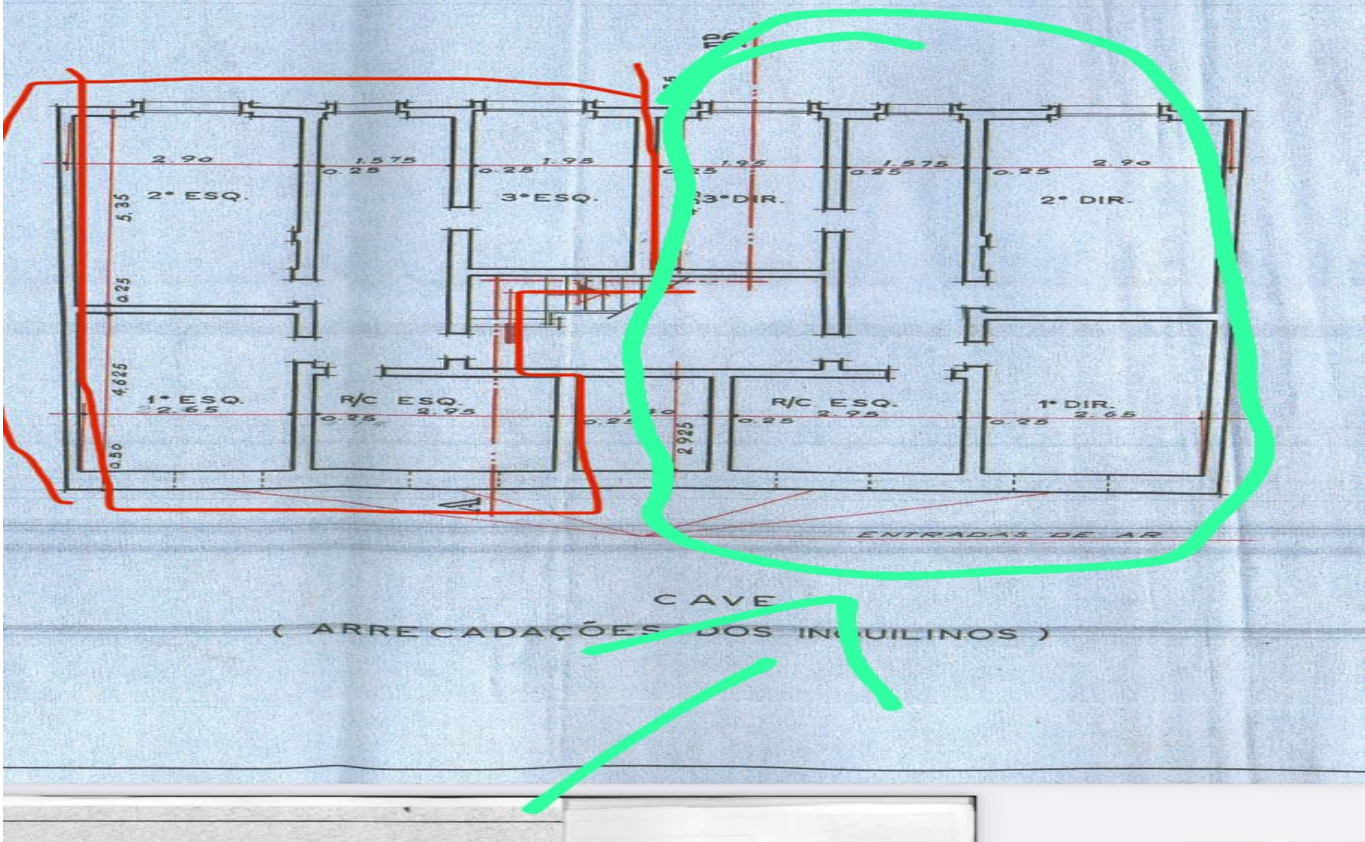 2.90 1.575 1.95 1.95 1.575 2.90
0.25 0.25 0.25 0.25 0.25
2º ESQ. 3º ESQ. 3º DIR. 2º DIR.
5,35
0.25
4,625
1º ESQ. R/C ESQ. R/C ESQ. 1º DIR.
2.65 2.95 2.95 2.65
0.25 0.25 0.25 0.25
2,925
0.50
A
ENTRADAS DE AR
CAVE
( ARRECADAÇÕES DOS INQUILINOS )